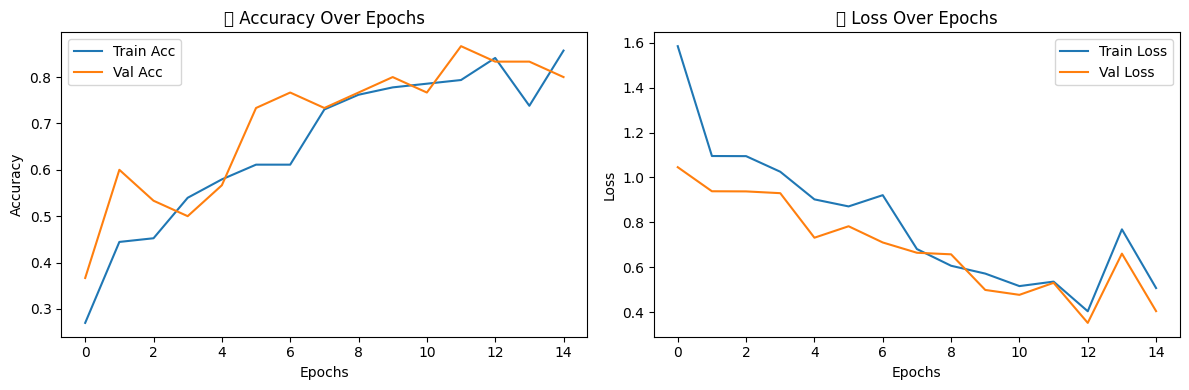 ▯ Accuracy Over Epochs
Train Acc
Val Acc
Accuracy
0.8
0.7
0.6
0.5
0.4
0.3
0 2 4 6 8 10 12 14
Epochs
▯ Loss Over Epochs
Train Loss
Val Loss
Loss
1.6
1.4
1.2
1.0
0.8
0.6
0.4
0 2 4 6 8 10 12 14
Epochs